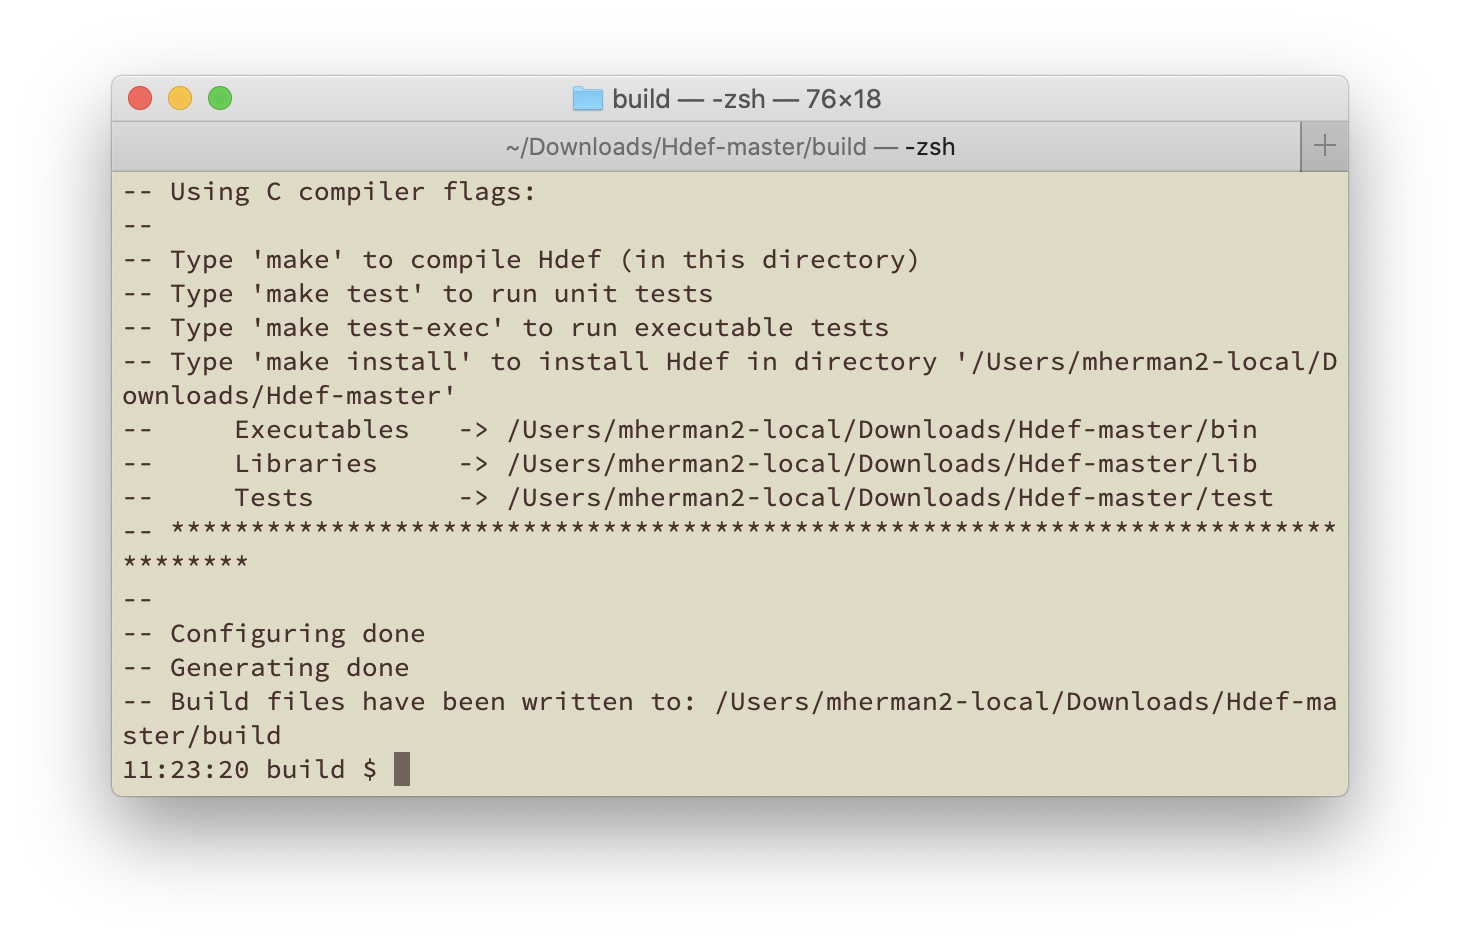 build — -zsh — 76×18
~/Downloads/Hdef-master/build — -zsh
-- Using C compiler flags:
--
-- Type 'make' to compile Hdef (in this directory)
-- Type 'make test' to run unit tests
-- Type 'make test-exec' to run executable tests
-- Type 'make install' to install Hdef in directory '/Users/mherman2-local/D
ownloads/Hdef-master'
--     Executables   -> /Users/mherman2-local/Downloads/Hdef-master/bin
--     Libraries     -> /Users/mherman2-local/Downloads/Hdef-master/lib
--     Tests         -> /Users/mherman2-local/Downloads/Hdef-master/test
-- *************************************************************************
********
--
-- Configuring done
-- Generating done
-- Build files have been written to: /Users/mherman2-local/Downloads/Hdef-ma
ster/build
11:23:20 build $